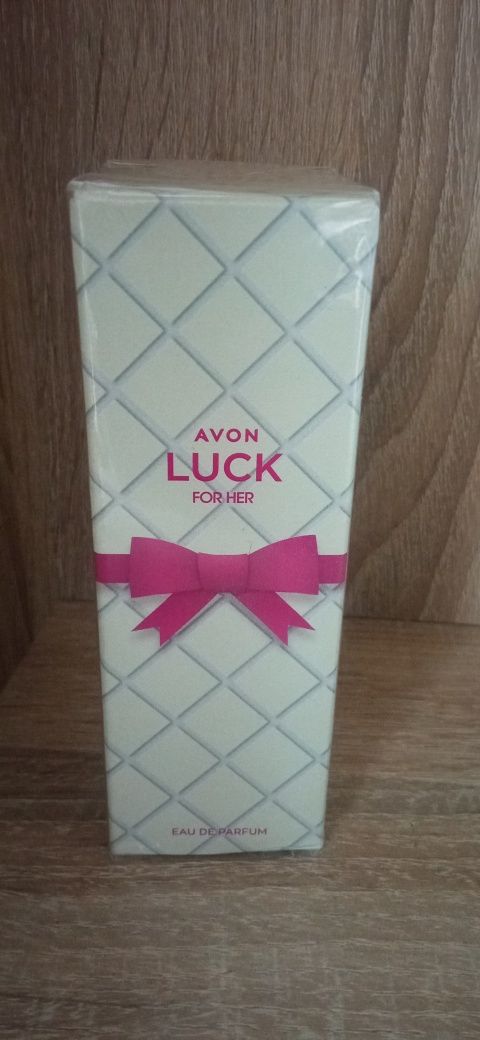 AVON
LUCK
FOR HER
EAU DE PARFUM